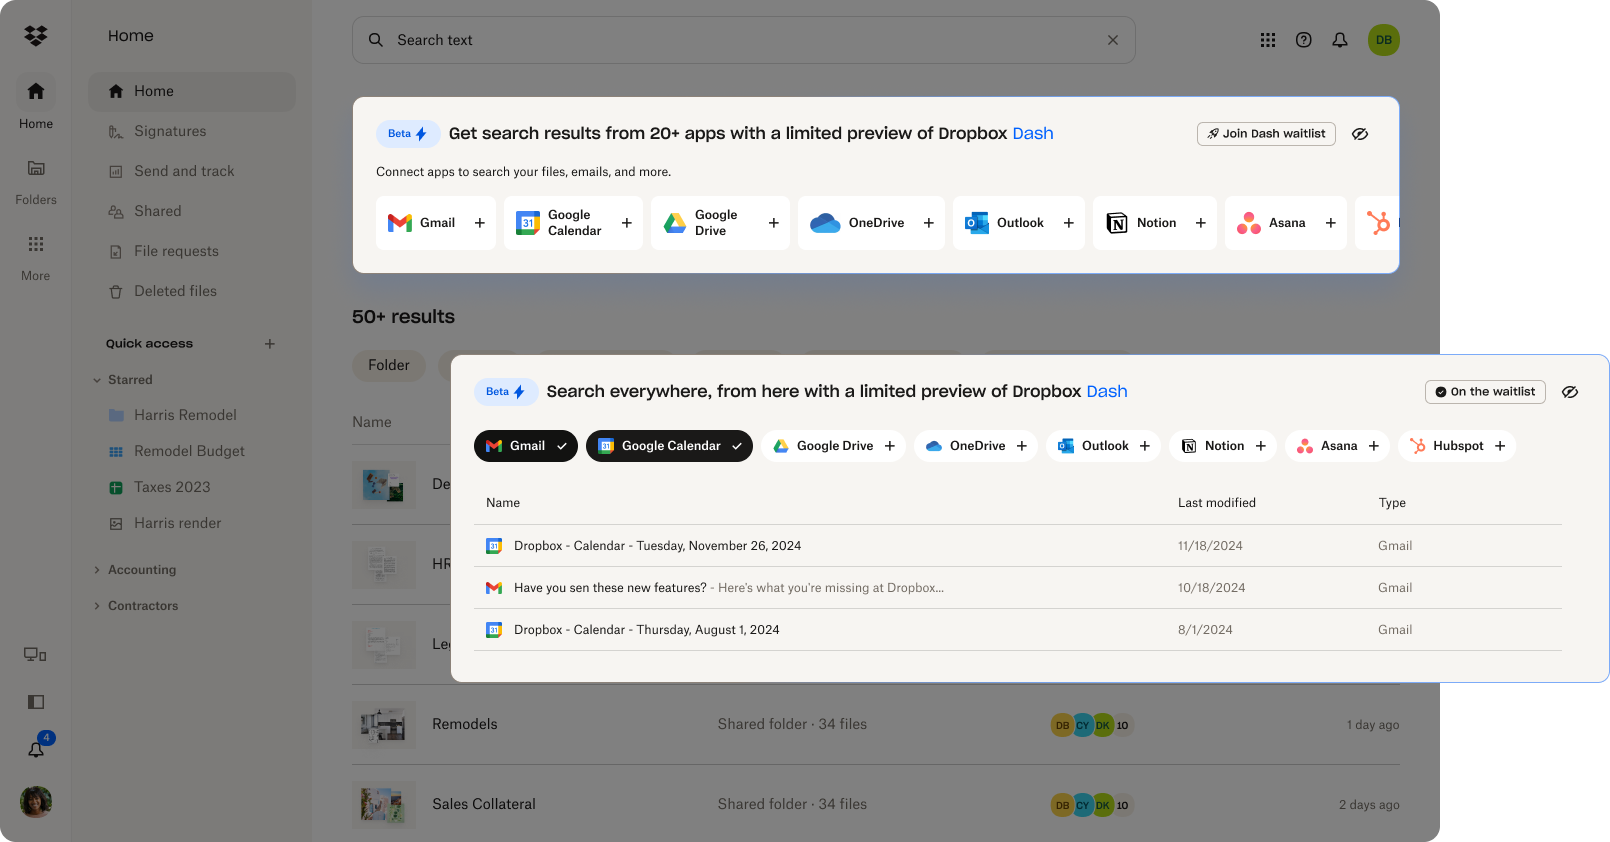 Home
Search text
DB
Home
Home
Signatures
Send and track
Folders
Shared
File requests
More
Deleted files
Quick access
Starred
Harris Remodel
Remodel Budget
Taxes 2023
Harris render
Accounting
Contractors
4
Beta
Get search results from 20+ apps with a limited preview of Dropbox Dash
Join Dash waitlist
Connect apps to search your files, emails, and more.
Gmail
31
Google
Calendar
Google
Drive
OneDrive
Outlook
Notion
Asana
50+ results
Folder
Name
Beta
Search everywhere, from here with a limited preview of Dropbox Dash
On the waitlist
Gmail
31
Google Calendar
Google Drive
OneDrive
Outlook
Notion
Asana
Hubspot
Name Last modified Type
31 Dropbox - Calendar - Tuesday, November 26, 2024 11/18/2024 Gmail
Have you sen these new features? - Here's what you're missing at Dropbox... 10/18/2024 Gmail
31 Dropbox - Calendar - Thursday, August 1, 2024 8/1/2024 Gmail
Remodels Shared folder · 34 files DB CY DK 10 1 day ago
Sales Collateral Shared folder · 34 files DB CY DK 10 2 days ago